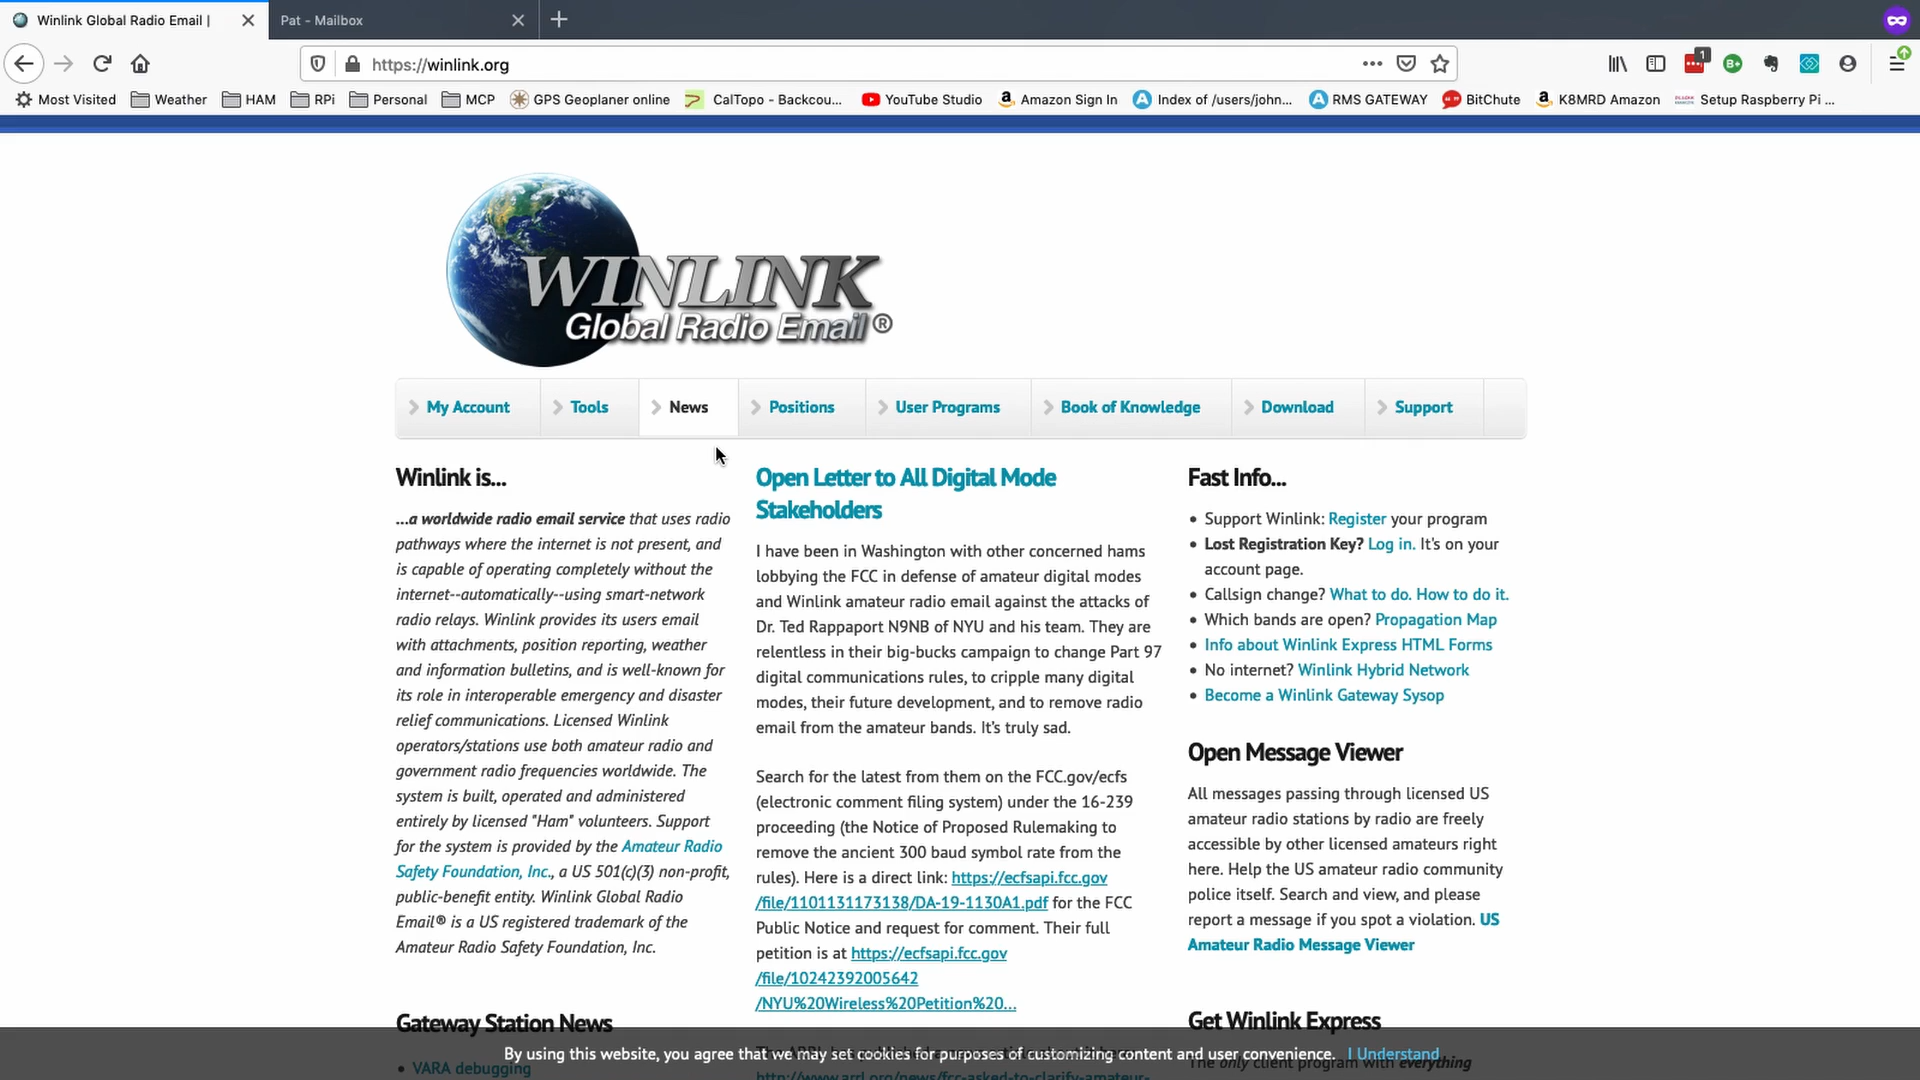 Winlink Global Radio Email |
Pat - Mailbox
https://winlink.org
1
Most Visited
Weather
HAM
RPi
Personal
MCP
GPS Geoplaner online
CalTopo - Backcou...
YouTube Studio
Amazon Sign In
Index of /users/john...
RMS GATEWAY
BitChute
K8MRD Amazon
Setup Raspberry Pi ...
WINLINK
Global Radio Email ®
My Account
Tools
News
Positions
User Programs
Book of Knowledge
Download
Support
Winlink is...
...a worldwide radio email service that uses radio
pathways where the internet is not present, and
is capable of operating completely without the
internet--automatically--using smart-network
radio relays. Winlink provides its users email
with attachments, position reporting, weather
and information bulletins, and is well-known for
its role in interoperable emergency and disaster
relief communications. Licensed Winlink
operators/stations use both amateur radio and
government radio frequencies worldwide. The
system is built, operated and administered
entirely by licensed "Ham" volunteers. Support
for the system is provided by the Amateur Radio
Safety Foundation, Inc., a US 501(c)(3) non-profit,
public-benefit entity. Winlink Global Radio
Email® is a US registered trademark of the
Amateur Radio Safety Foundation, Inc.
Gateway Station News
VARA debugging
Open Letter to All Digital Mode
Stakeholders
I have been in Washington with other concerned hams
lobbying the FCC in defense of amateur digital modes
and Winlink amateur radio email against the attacks of
Dr. Ted Rappaport N9NB of NYU and his team. They are
relentless in their big-bucks campaign to change Part 97
digital communications rules, to cripple many digital
modes, their future development, and to remove radio
email from the amateur bands. It's truly sad.
Search for the latest from them on the FCC.gov/ecfs
(electronic comment filing system) under the 16-239
proceeding (the Notice of Proposed Rulemaking to
remove the ancient 300 baud symbol rate from the
rules). Here is a direct link: https://ecfsapi.fcc.gov
/file/1101131173138/DA-19-1130A1.pdf for the FCC
Public Notice and request for comment. Their full
petition is at https://ecfsapi.fcc.gov
/file/10242392005642
/NYU%20Wireless%20Petition%20...
http://www.arrl.org/news/fcc-asked-to-clarify-amateur-
Fast Info...
Support Winlink: Register your program
Lost Registration Key? Log in. It's on your
account page.
Callsign change? What to do. How to do it.
Which bands are open? Propagation Map
Info about Winlink Express HTML Forms
No internet? Winlink Hybrid Network
Become a Winlink Gateway Sysop
Open Message Viewer
All messages passing through licensed US
amateur radio stations by radio are freely
accessible by other licensed amateurs right
here. Help the US amateur radio community
police itself. Search and view, and please
report a message if you spot a violation. US
Amateur Radio Message Viewer
Get Winlink Express
The only client program with everything
By using this website, you agree that we may set cookies for purposes of customizing content and user convenience. I Understand